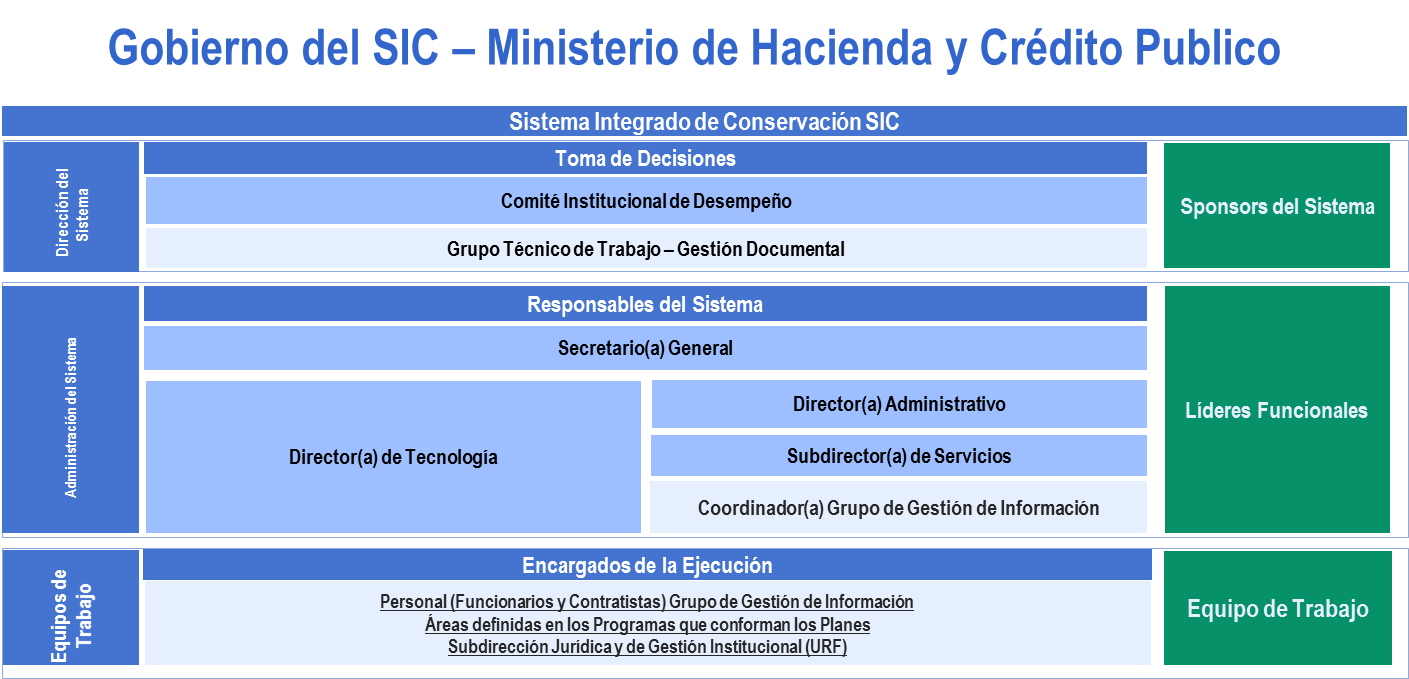 Gobierno del SIC – Ministerio de Hacienda y Crédito Publico
Sistema Integrado de Conservación SIC
Dirección del
Sistema
Toma de Decisiones
Comité Institucional de Desempeño
Grupo Técnico de Trabajo – Gestión Documental
Sponsors del Sistema
Administración del Sistema
Responsables del Sistema
Secretario(a) General
Director(a) de Tecnología
Director(a) Administrativo
Subdirector(a) de Servicios
Coordinador(a) Grupo de Gestión de Información
Líderes Funcionales
Equipos de
Trabajo
Encargados de la Ejecución
Personal (Funcionarios y Contratistas) Grupo de Gestión de Información
Áreas definidas en los Programas que conforman los Planes
Subdirección Jurídica y de Gestión Institucional (URF)
Equipo de Trabajo